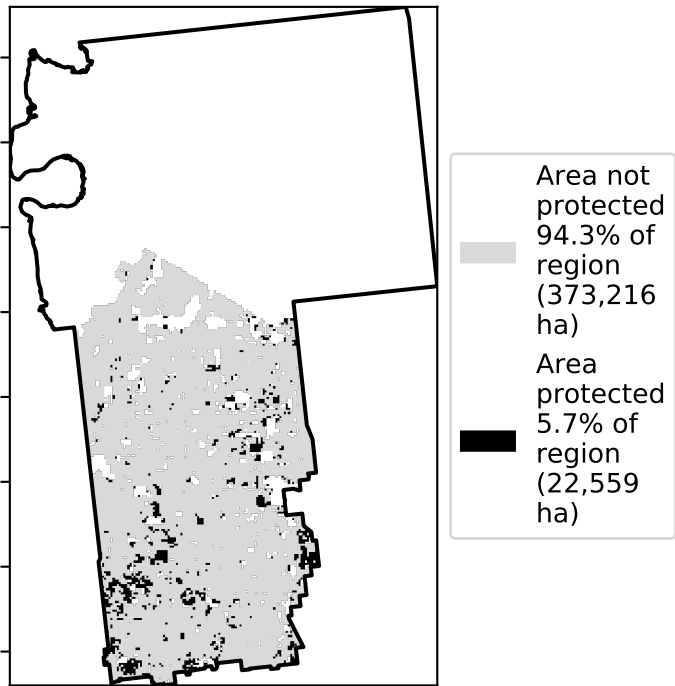 Area not
protected
94.3% of
region
(373,216
ha)
Area
protected
5.7% of
region
(22,559
ha)